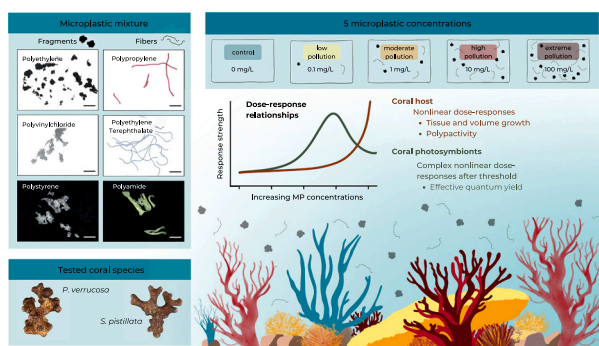 Microplastic mixture
Fragments
Fibers
Polyethylene
Polypropylene
Polyvinylchloride
Polyethylene
Terephthalate
Polystyrene
Polyamide
Tested coral species
P. verrucosa
S. pistillata
5 microplastic concentrations
control
0 mg/L
low
pollution
0.1 mg/L
moderate
pollution
1 mg/L
high
pollution
10 mg/L
extreme
pollution
100 mg/L
Dose-response
relationships
Response strength
Increasing MP concentrations
Coral host
Nonlinear dose-responses
• Tissue and volume growth
• Polypactivity
Coral photosymbionts
Complex nonlinear dose-
responses after threshold
• Effective quantum yield